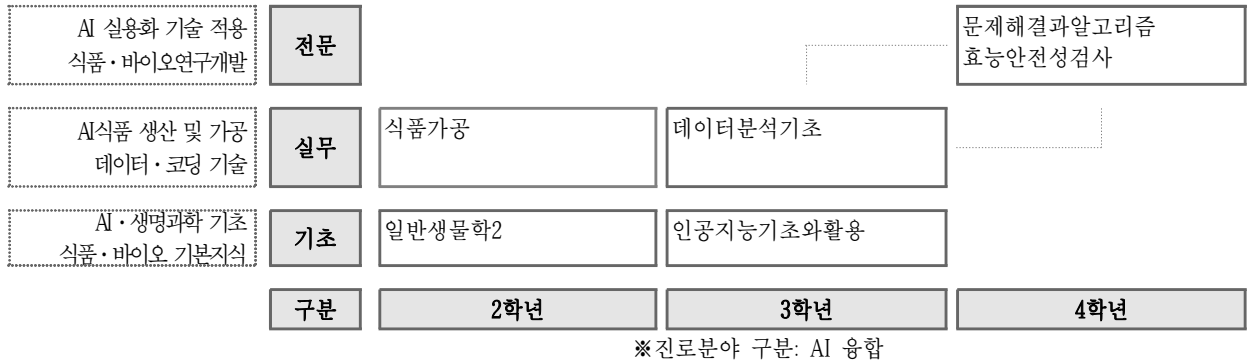 AI 실용화 기술 적용
식품·바이오연구개발
전문
문제해결과알고리즘
효능안전성검사
AI식품 생산 및 가공
데이터·코딩 기술
실무
식품가공
데이터분석기초
AI·생명과학 기초
식품·바이오 기본지식
기초
일반생물학2
인공지능기초와활용
구분
2학년
3학년
4학년
※진로분야 구분: AI 융합